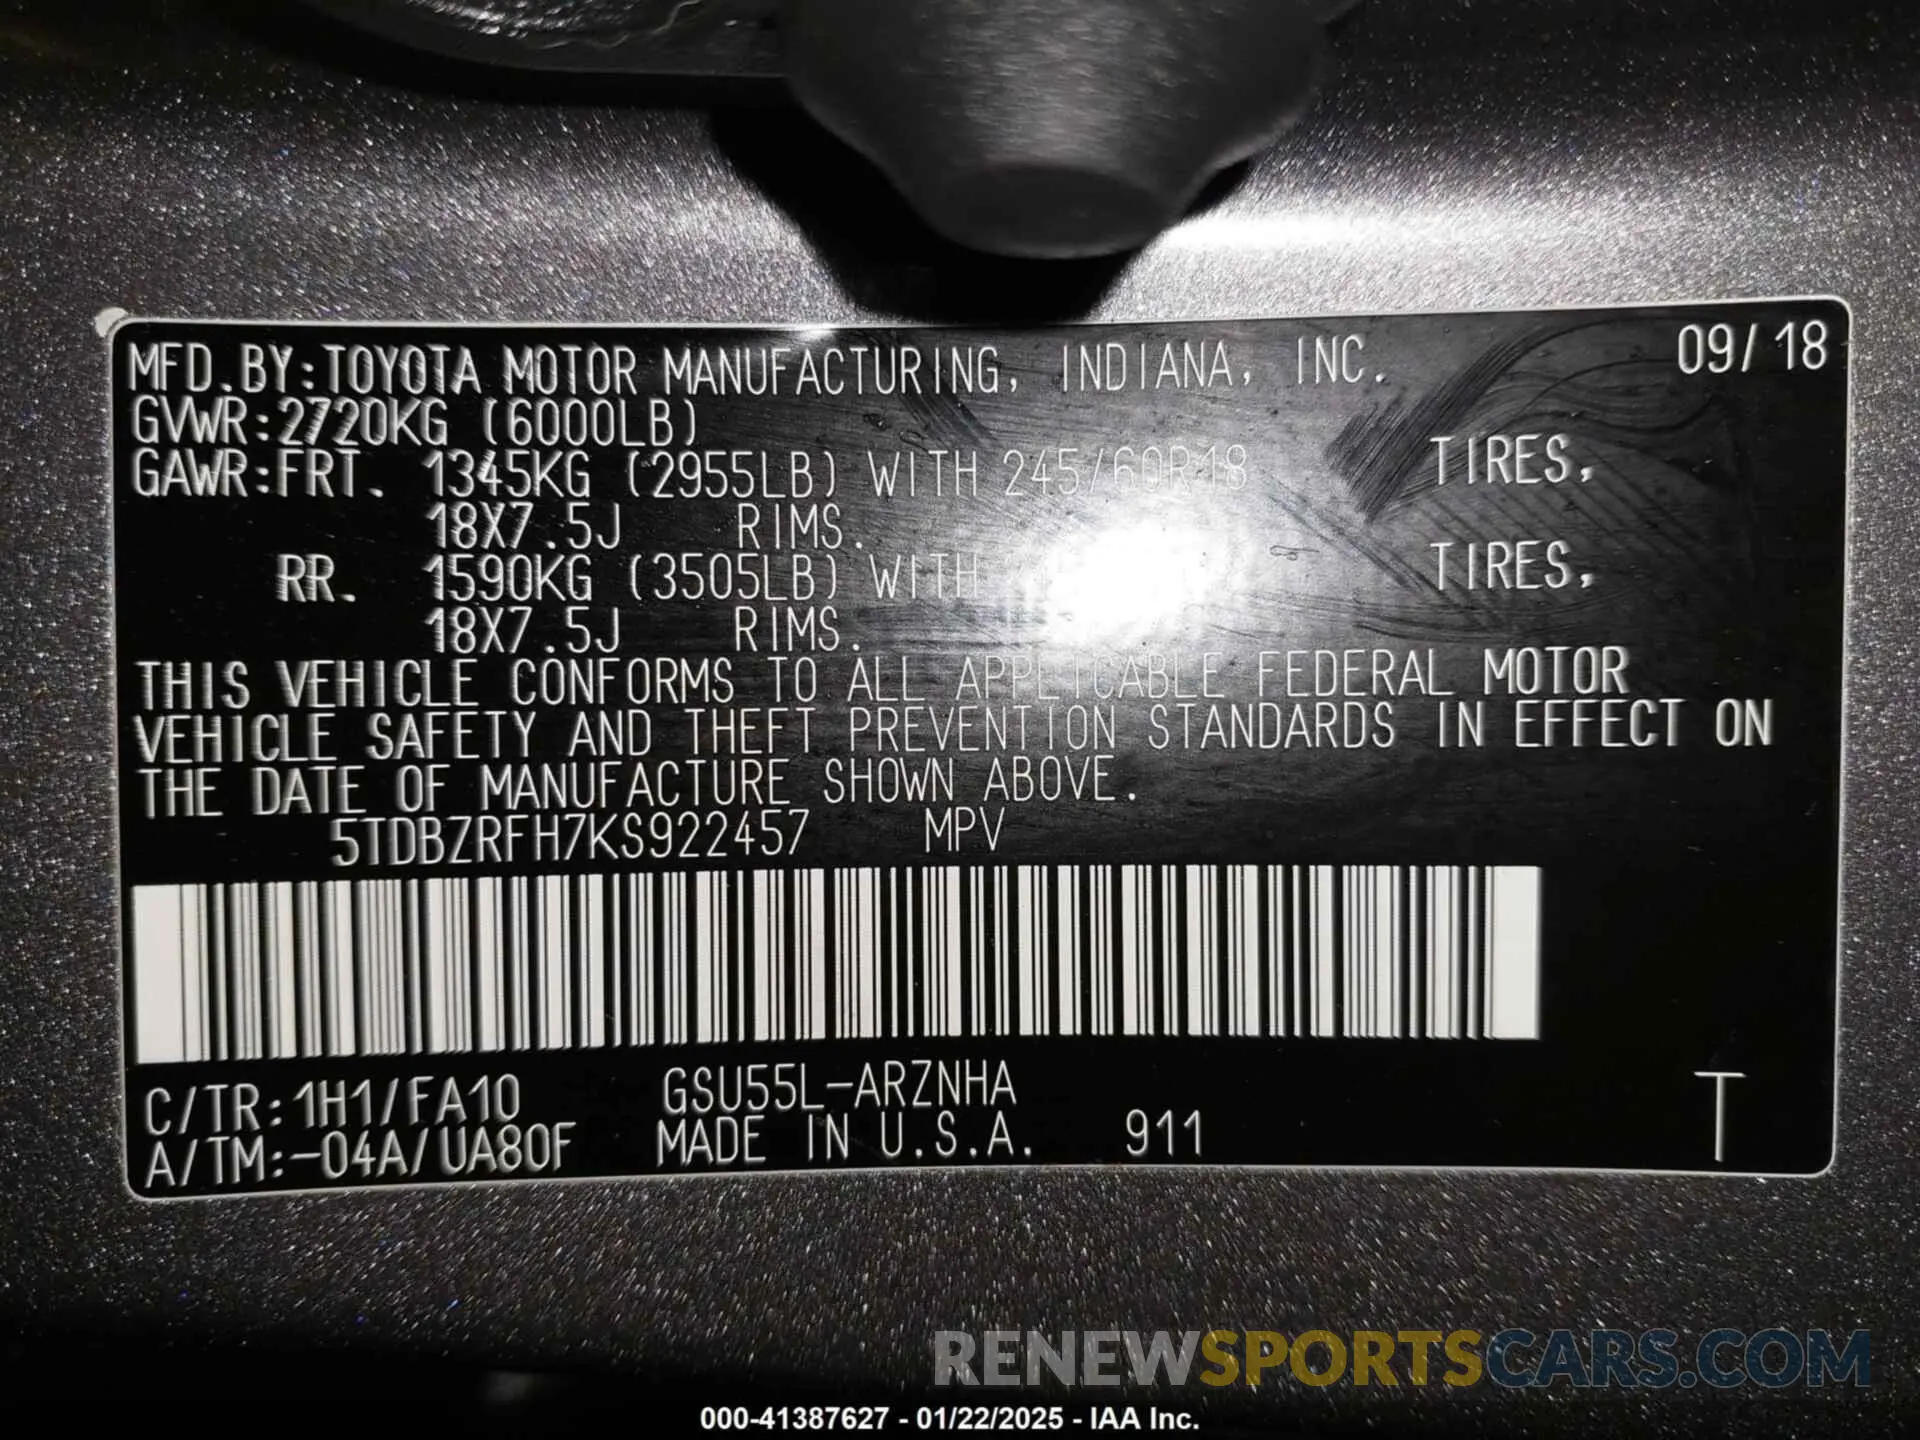 MFD.BY:TOYOTA MOTOR MANUFACTURING, INDIANA, INC. 09/18
GVWR:2720KG (6000LB)
GAWR:FRT. 1345KG (2955LB) WITH 245/60R18 TIRES,
18X7.5J RIMS.
RR. 1590KG (3505LB) WITH TIRES,
18X7.5J RIMS.
THIS VEHICLE CONFORMS TO ALL APPLICABLE FEDERAL MOTOR
VEHICLE SAFETY AND THEFT PREVENTION STANDARDS IN EFFECT ON
THE DATE OF MANUFACTURE SHOWN ABOVE.
5TDBZRFH7KS922457 MPV
C/TR:1H1/FA10 GSU55L-ARZNHA
A/TM:-04A/UA80F MADE IN U.S.A. 911 T
RENEWSPORTSCARS.COM
000-41387627 - 01/22/2025 - IAA Inc.